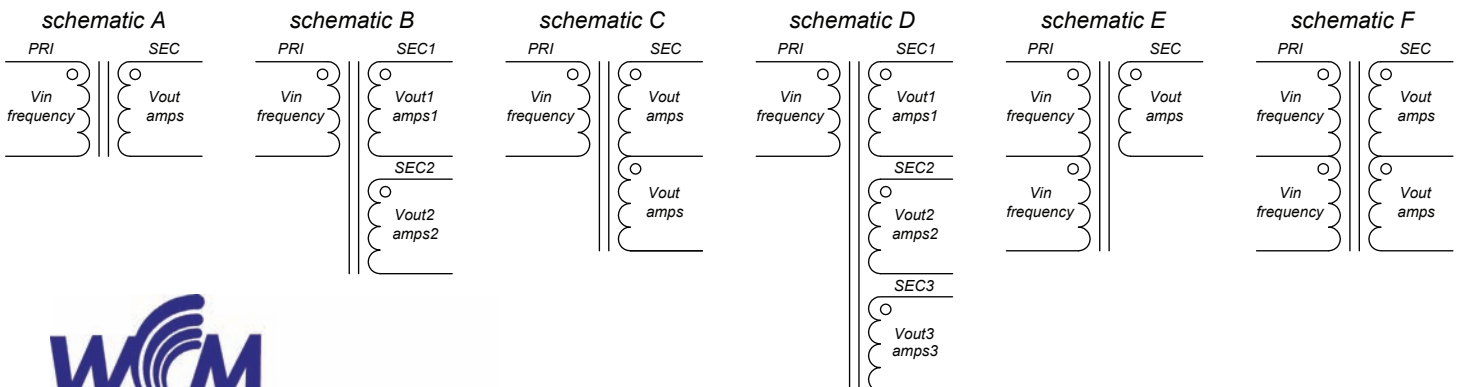 schematic A
PRI SEC
Vin
frequency
Vout
amps
schematic B
PRI SEC1
Vin
frequency
Vout1
amps1
SEC2
Vout2
amps2
schematic C
PRI SEC
Vin
frequency
Vout
amps
Vout
amps
schematic D
PRI SEC1
Vin
frequency
Vout1
amps1
SEC2
Vout2
amps2
SEC3
Vout3
amps3
schematic E
PRI SEC
Vin
frequency
Vout
amps
Vin
frequency
schematic F
PRI SEC
Vin
frequency
Vout
amps
Vin
frequency
Vout
amps
WCM